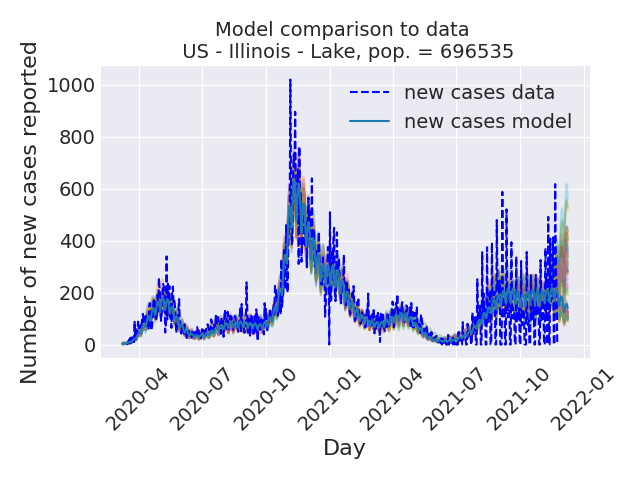 Model comparison to data
US - Illinois - Lake, pop. = 696535
Number of new cases reported
1000
800
600
400
200
0
new cases data
new cases model
2020-04
2020-07
2020-10
2021-01
2021-04
2021-07
2021-10
2022-01
Day